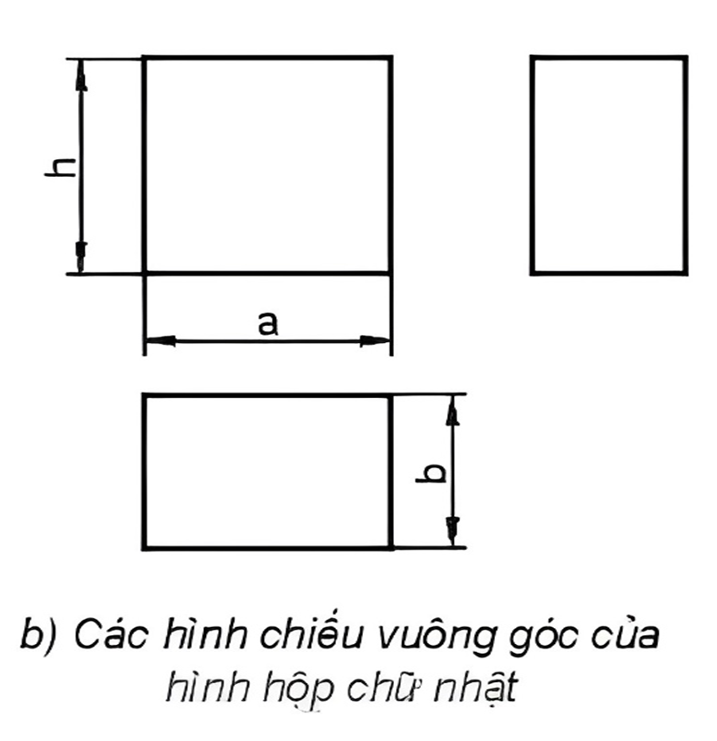 h
a
b
b) Các hình chiếu vuông góc của
hình hộp chữ nhật